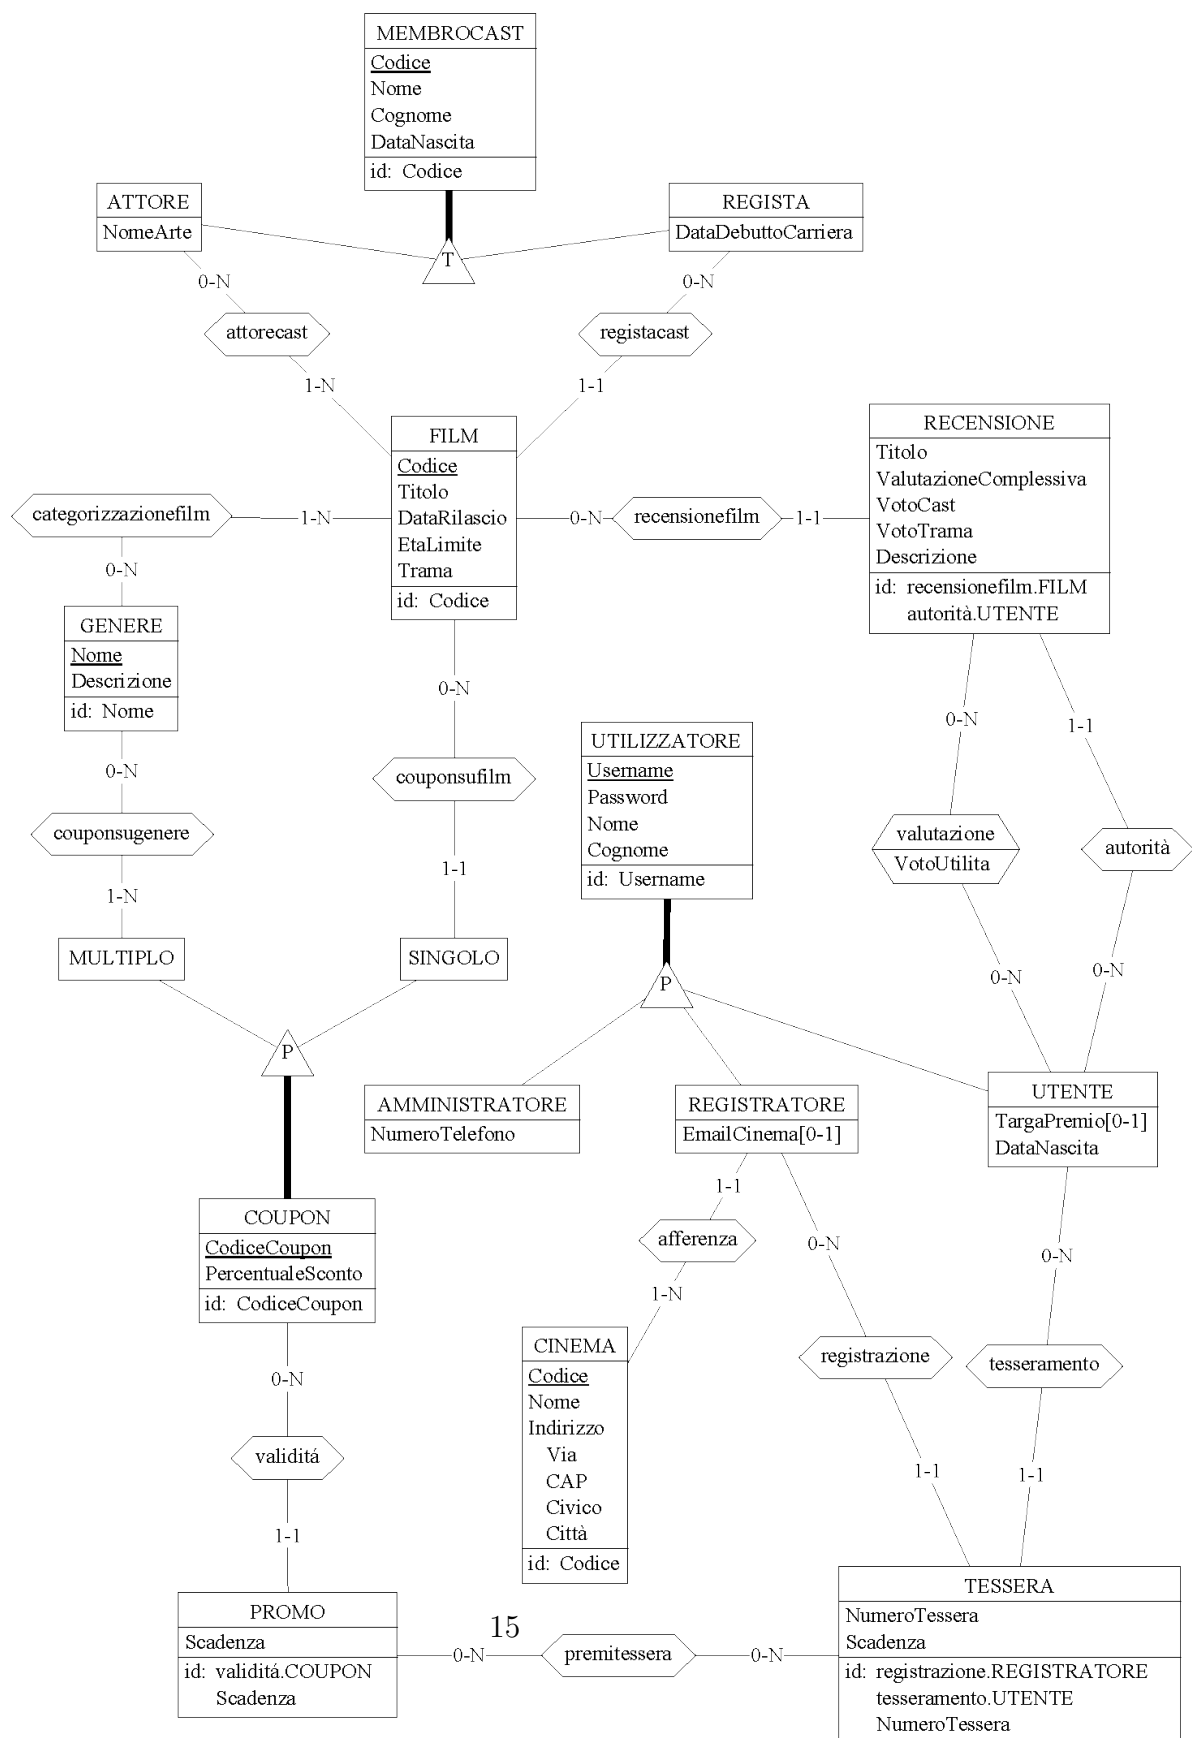 MEMBROCAST
Codice
Nome
Cognome
DataNascita
id: Codice
ATTORE
NomeArte
REGISTA
DataDebuttoCarriera
T
0-N
0-N
attorecast
registacast
1-N
1-1
FILM
Codice
Titolo
DataRilascio
EtaLimite
Trama
id: Codice
RECENSIONE
Titolo
ValutazioneComplessiva
VotoCast
VotoTrama
Descrizione
id: recensionefilm.FILM
autorità.UTENTE
categorizzazionefilm
1-N
0-N
recensionefilm
1-1
0-N
GENERE
Nome
Descrizione
id: Nome
0-N
0-N
1-1
UTILIZZATORE
Username
Password
Nome
Cognome
id: Username
0-N
couponsufilm
couponsugenere
valutazione
VotoUtilita
autorità
1-1
1-N
MULTIPLO
SINGOLO
0-N
0-N
P
P
AMMINISTRATORE
NumeroTelefono
REGISTRATORE
EmailCinema[0-1]
UTENTE
TargaPremio[0-1]
DataNascita
1-1
afferenza
0-N
0-N
1-N
COUPON
CodiceCoupon
PercentualeSconto
id: CodiceCoupon
CINEMA
Codice
Nome
Indirizzo
Via
CAP
Civico
Città
id: Codice
registrazione
tesseramento
0-N
validitá
1-1
1-1
1-1
PROMO
Scadenza
id: validitá.COUPON
Scadenza
15
0-N
premitessera
0-N
TESSERA
NumeroTessera
Scadenza
id: registrazione.REGISTRATORE
tesseramento.UTENTE
NumeroTessera